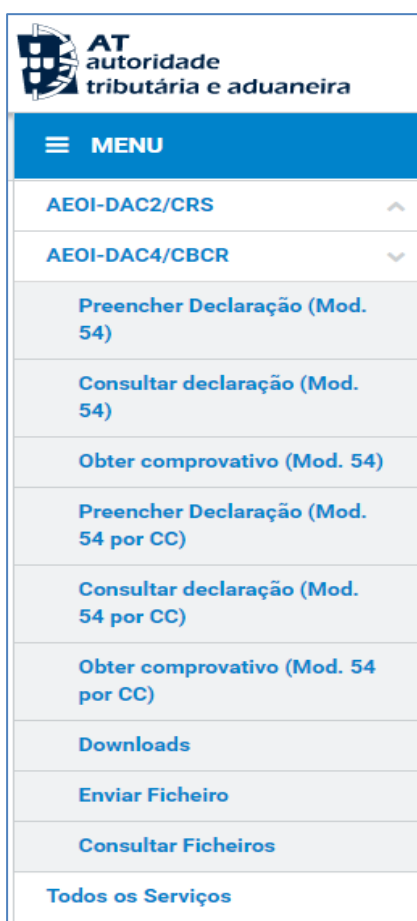 AT
autoridade
tributária e aduaneira
MENU
AEOI-DAC2/CRS
AEOI-DAC4/CBCR
Preencher Declaração (Mod.
54)
Consultar declaração (Mod.
54)
Obter comprovativo (Mod. 54)
Preencher Declaração (Mod.
54 por CC)
Consultar declaração (Mod.
54 por CC)
Obter comprovativo (Mod. 54
por CC)
Downloads
Enviar Ficheiro
Consultar Ficheiros
Todos os Serviços